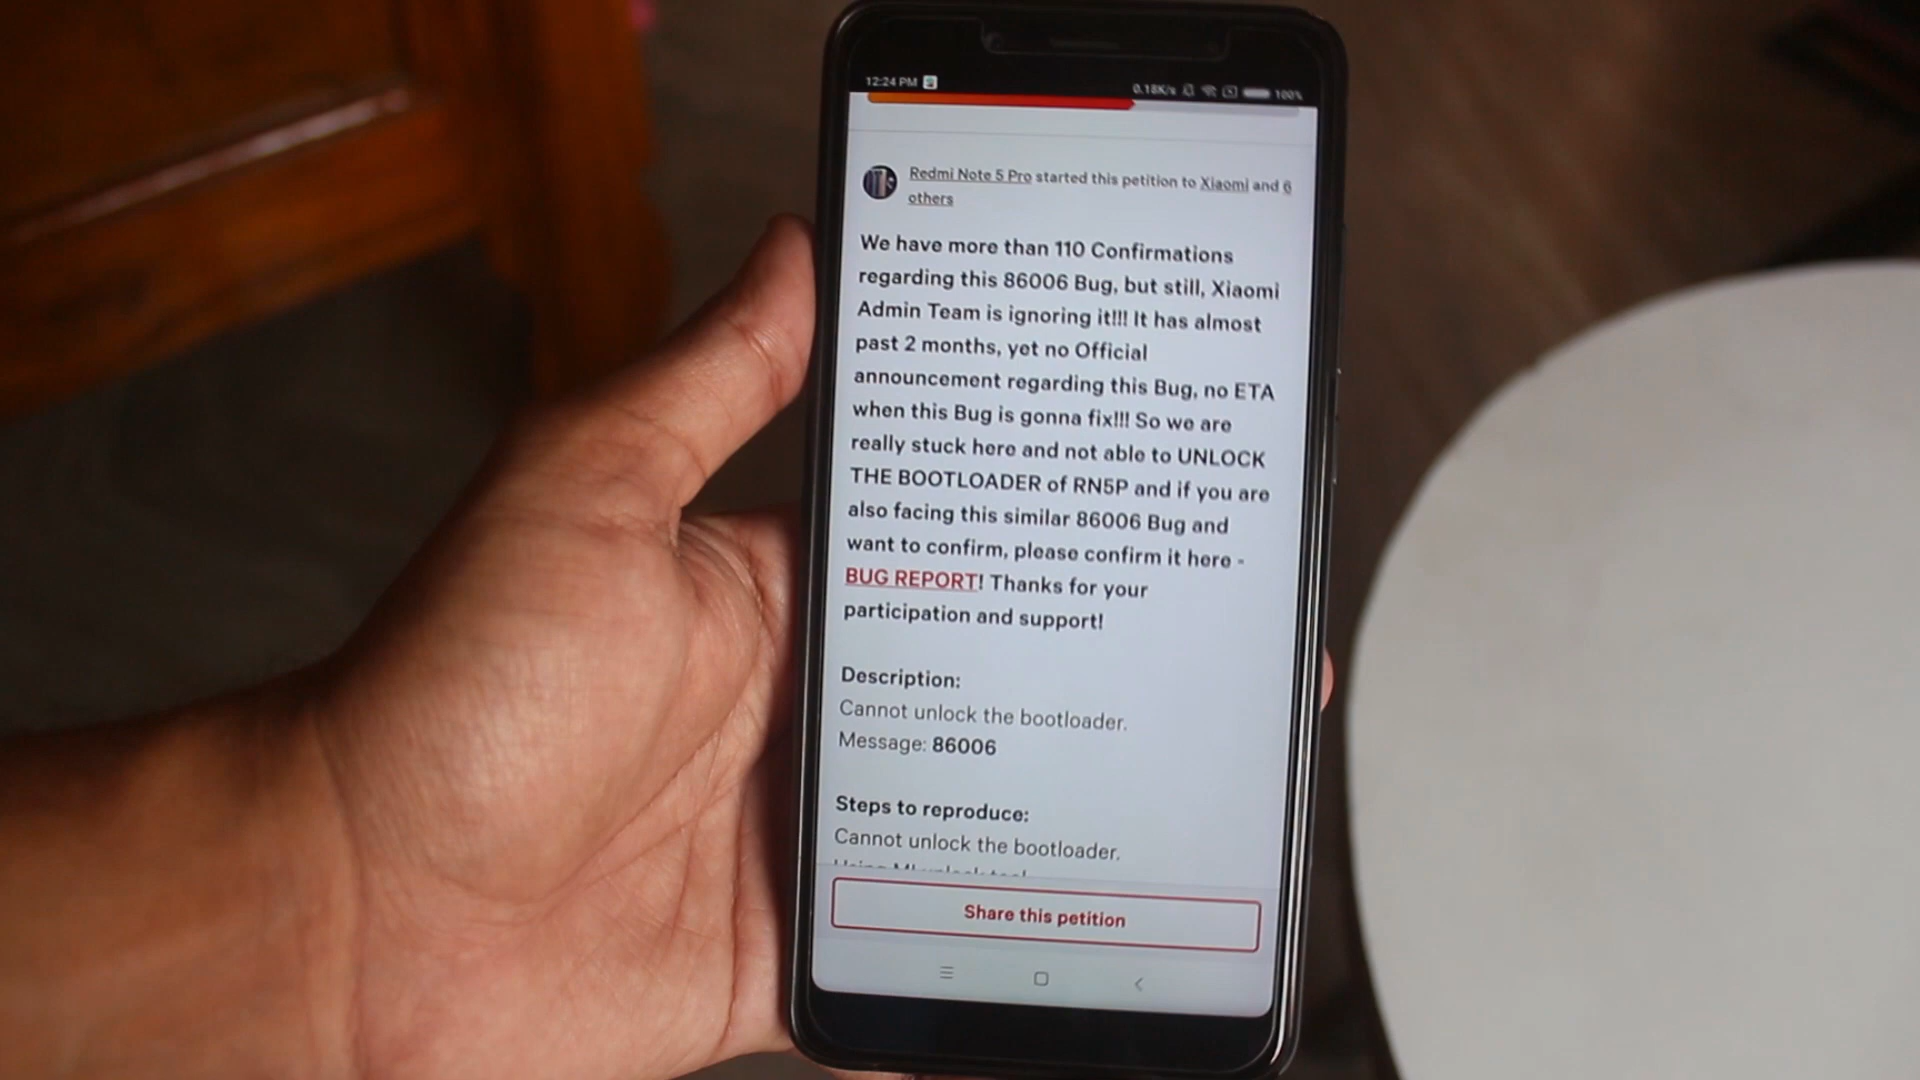 12:24 PM
0.18K/s
100%
Redmi Note 5 Pro started this petition to Xiaomi and 6
others
We have more than 110 Confirmations
regarding this 86006 Bug, but still, Xiaomi
Admin Team is ignoring it!!! It has almost
past 2 months, yet no Official
announcement regarding this Bug, no ETA
when this Bug is gonna fix!!! So we are
really stuck here and not able to UNLOCK
THE BOOTLOADER of RN5P and if you are
also facing this similar 86006 Bug and
want to confirm, please confirm it here -
BUG REPORT! Thanks for your
participation and support!
Description:
Cannot unlock the bootloader.
Message: 86006
Steps to reproduce:
Cannot unlock the bootloader.
Share this petition